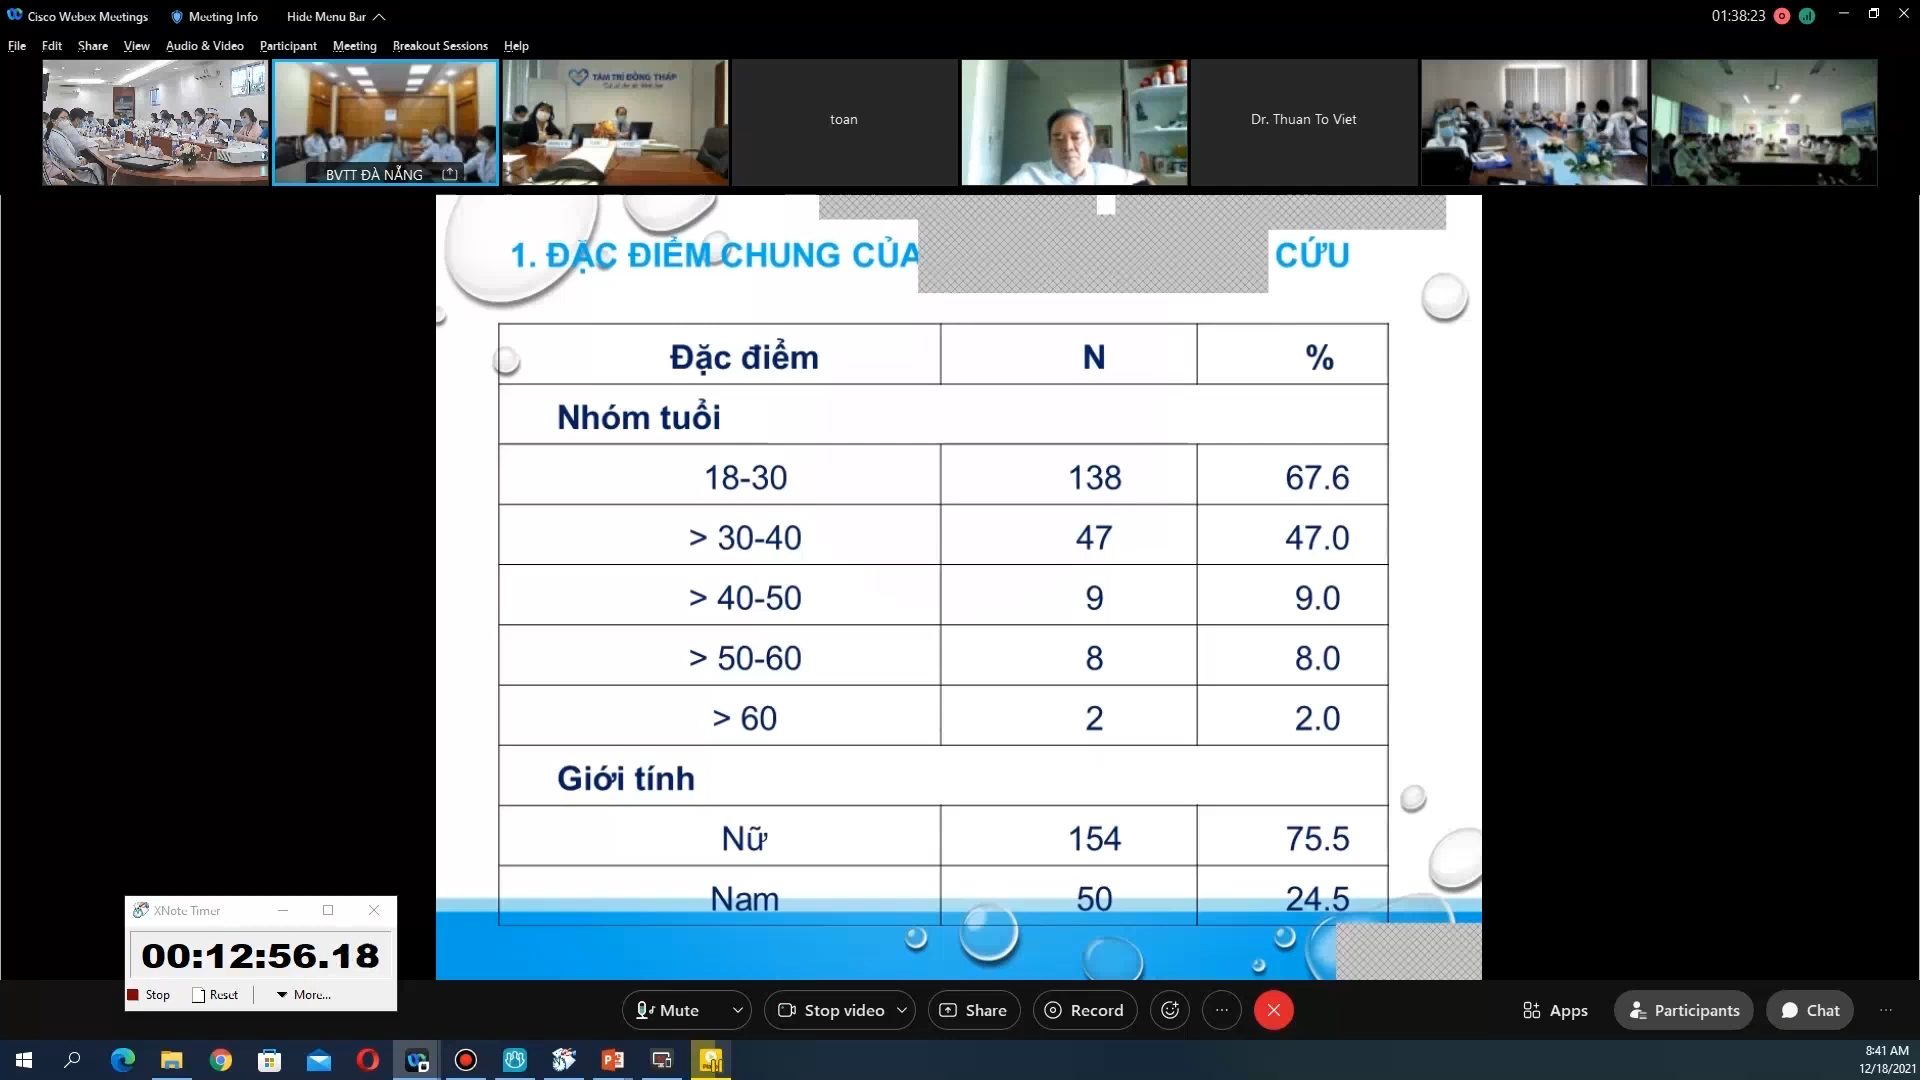 Cisco Webex Meetings
Meeting Info
Hide Menu Bar
01:38:23
File Edit Share View Audio & Video Participant Meeting Breakout Sessions Help
BVTT ĐÀ NẴNG
TÂM TRÍ ĐỒNG THÁP
toan
Dr. Thuan To Viet
1. ĐẶC ĐIỂM CHUNG CỦA CỨU
Đặc điểm N %
Nhóm tuổi
18-30 138 67.6
> 30-40 47 47.0
> 40-50 9 9.0
> 50-60 8 8.0
> 60 2 2.0
Giới tính
Nữ 154 75.5
Nam 50 24.5
XNote Timer
00:12:56.18
Stop Reset More...
Mute Stop video Share Record Apps Participants Chat
8:41 AM
12/18/2021